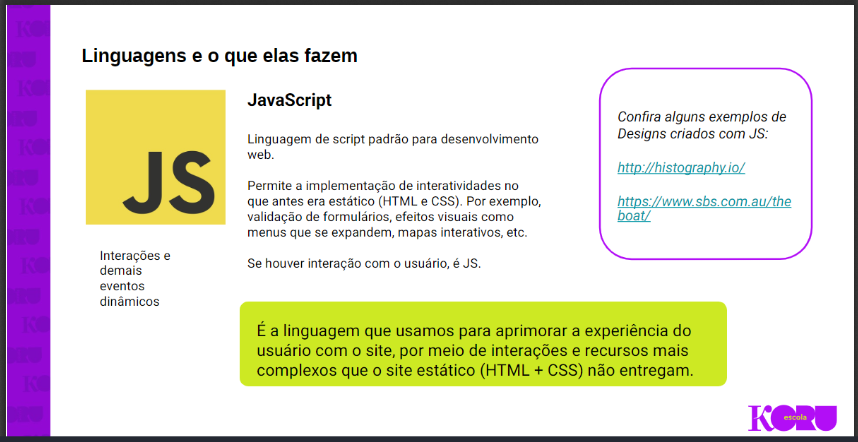 Linguagens e o que elas fazem
JS
Interações e
demais
eventos
dinâmicos
JavaScript
Linguagem de script padrão para desenvolvimento
web.
Permite a implementação de interatividades no
que antes era estático (HTML e CSS). Por exemplo,
validação de formulários, efeitos visuais como
menus que se expandem, mapas interativos, etc.
Se houver interação com o usuário, é JS.
Confira alguns exemplos de
Designs criados com JS:
http://histography.io/
https://www.sbs.com.au/the
boat/
É a linguagem que usamos para aprimorar a experiência do
usuário com o site, por meio de interações e recursos mais
complexos que o site estático (HTML + CSS) não entregam.
KORU
escola